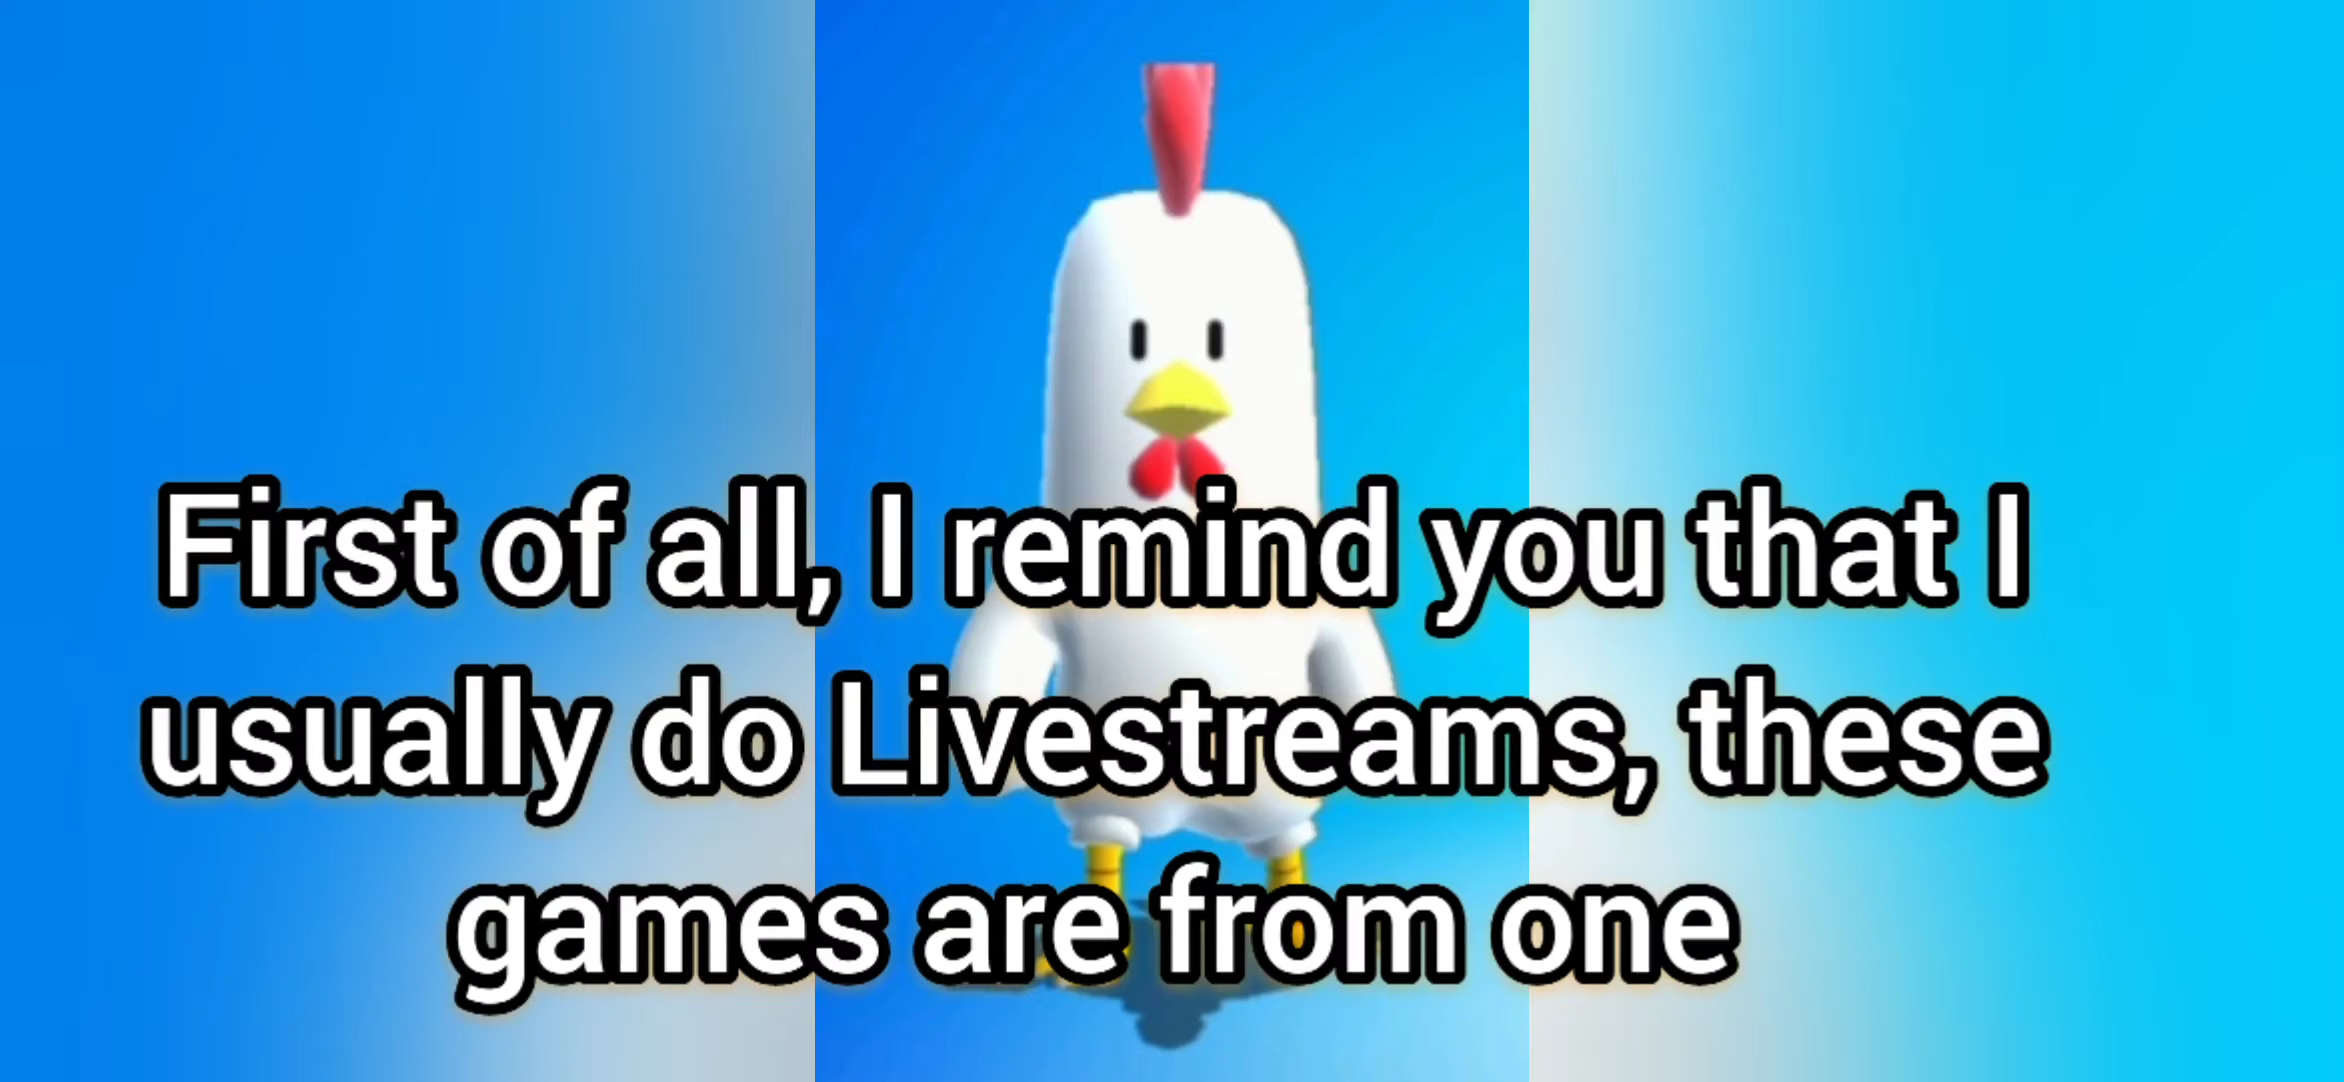 First of all, I remind you that I
usually do Livestreams, these
games are from one